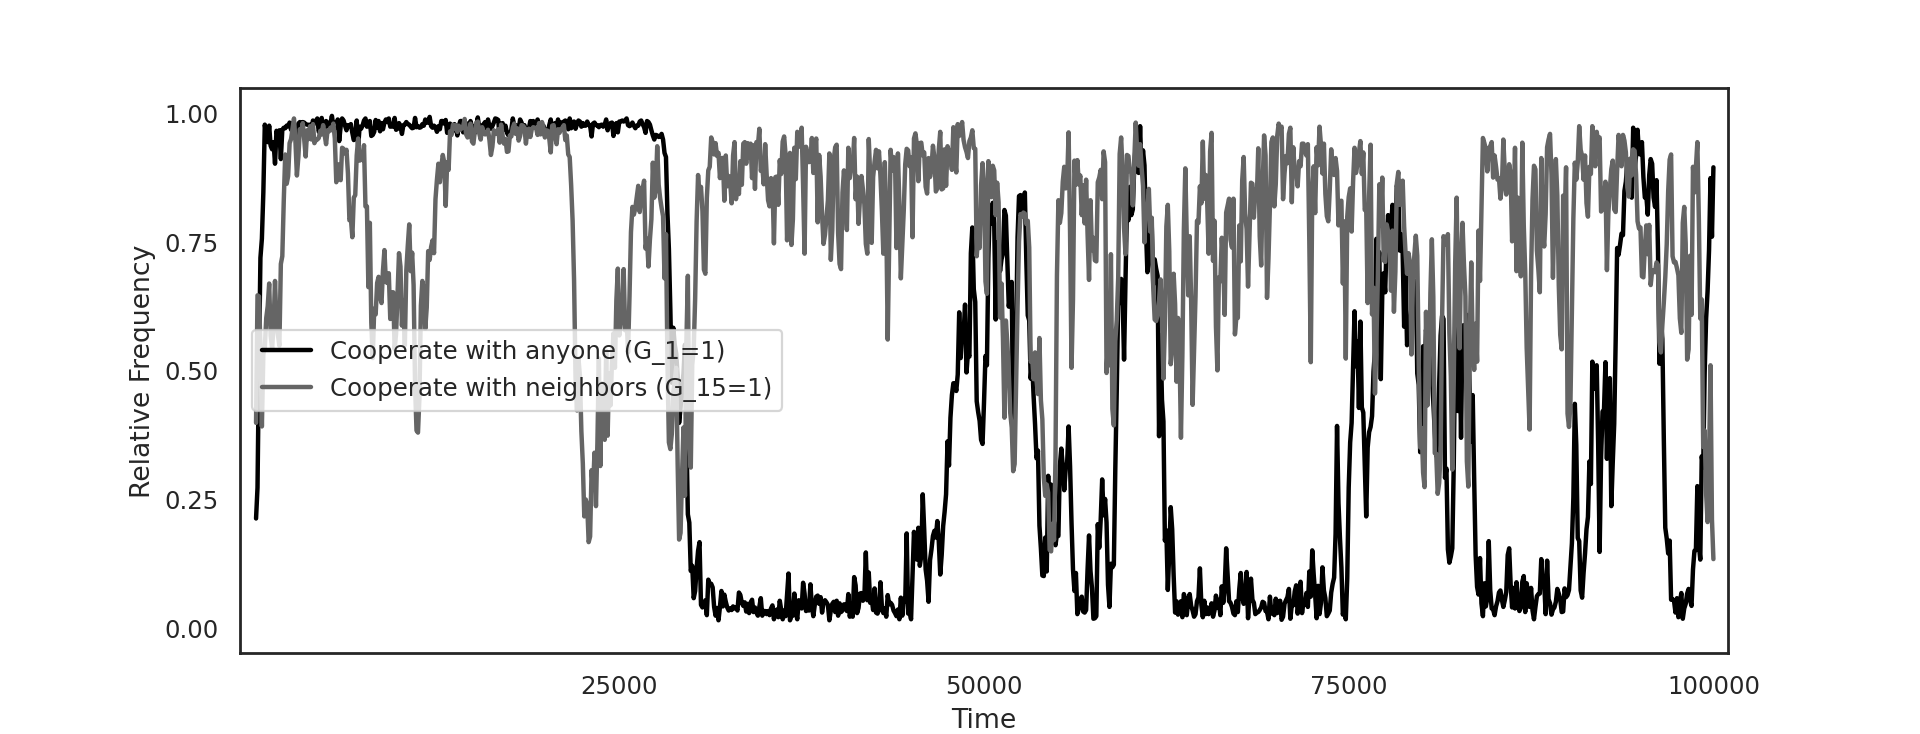 1.00
0.75
0.50
0.25
0.00
Relative Frequency
Cooperate with anyone (G_1=1)
Cooperate with neighbors (G_15=1)
25000
50000
75000
100000
Time